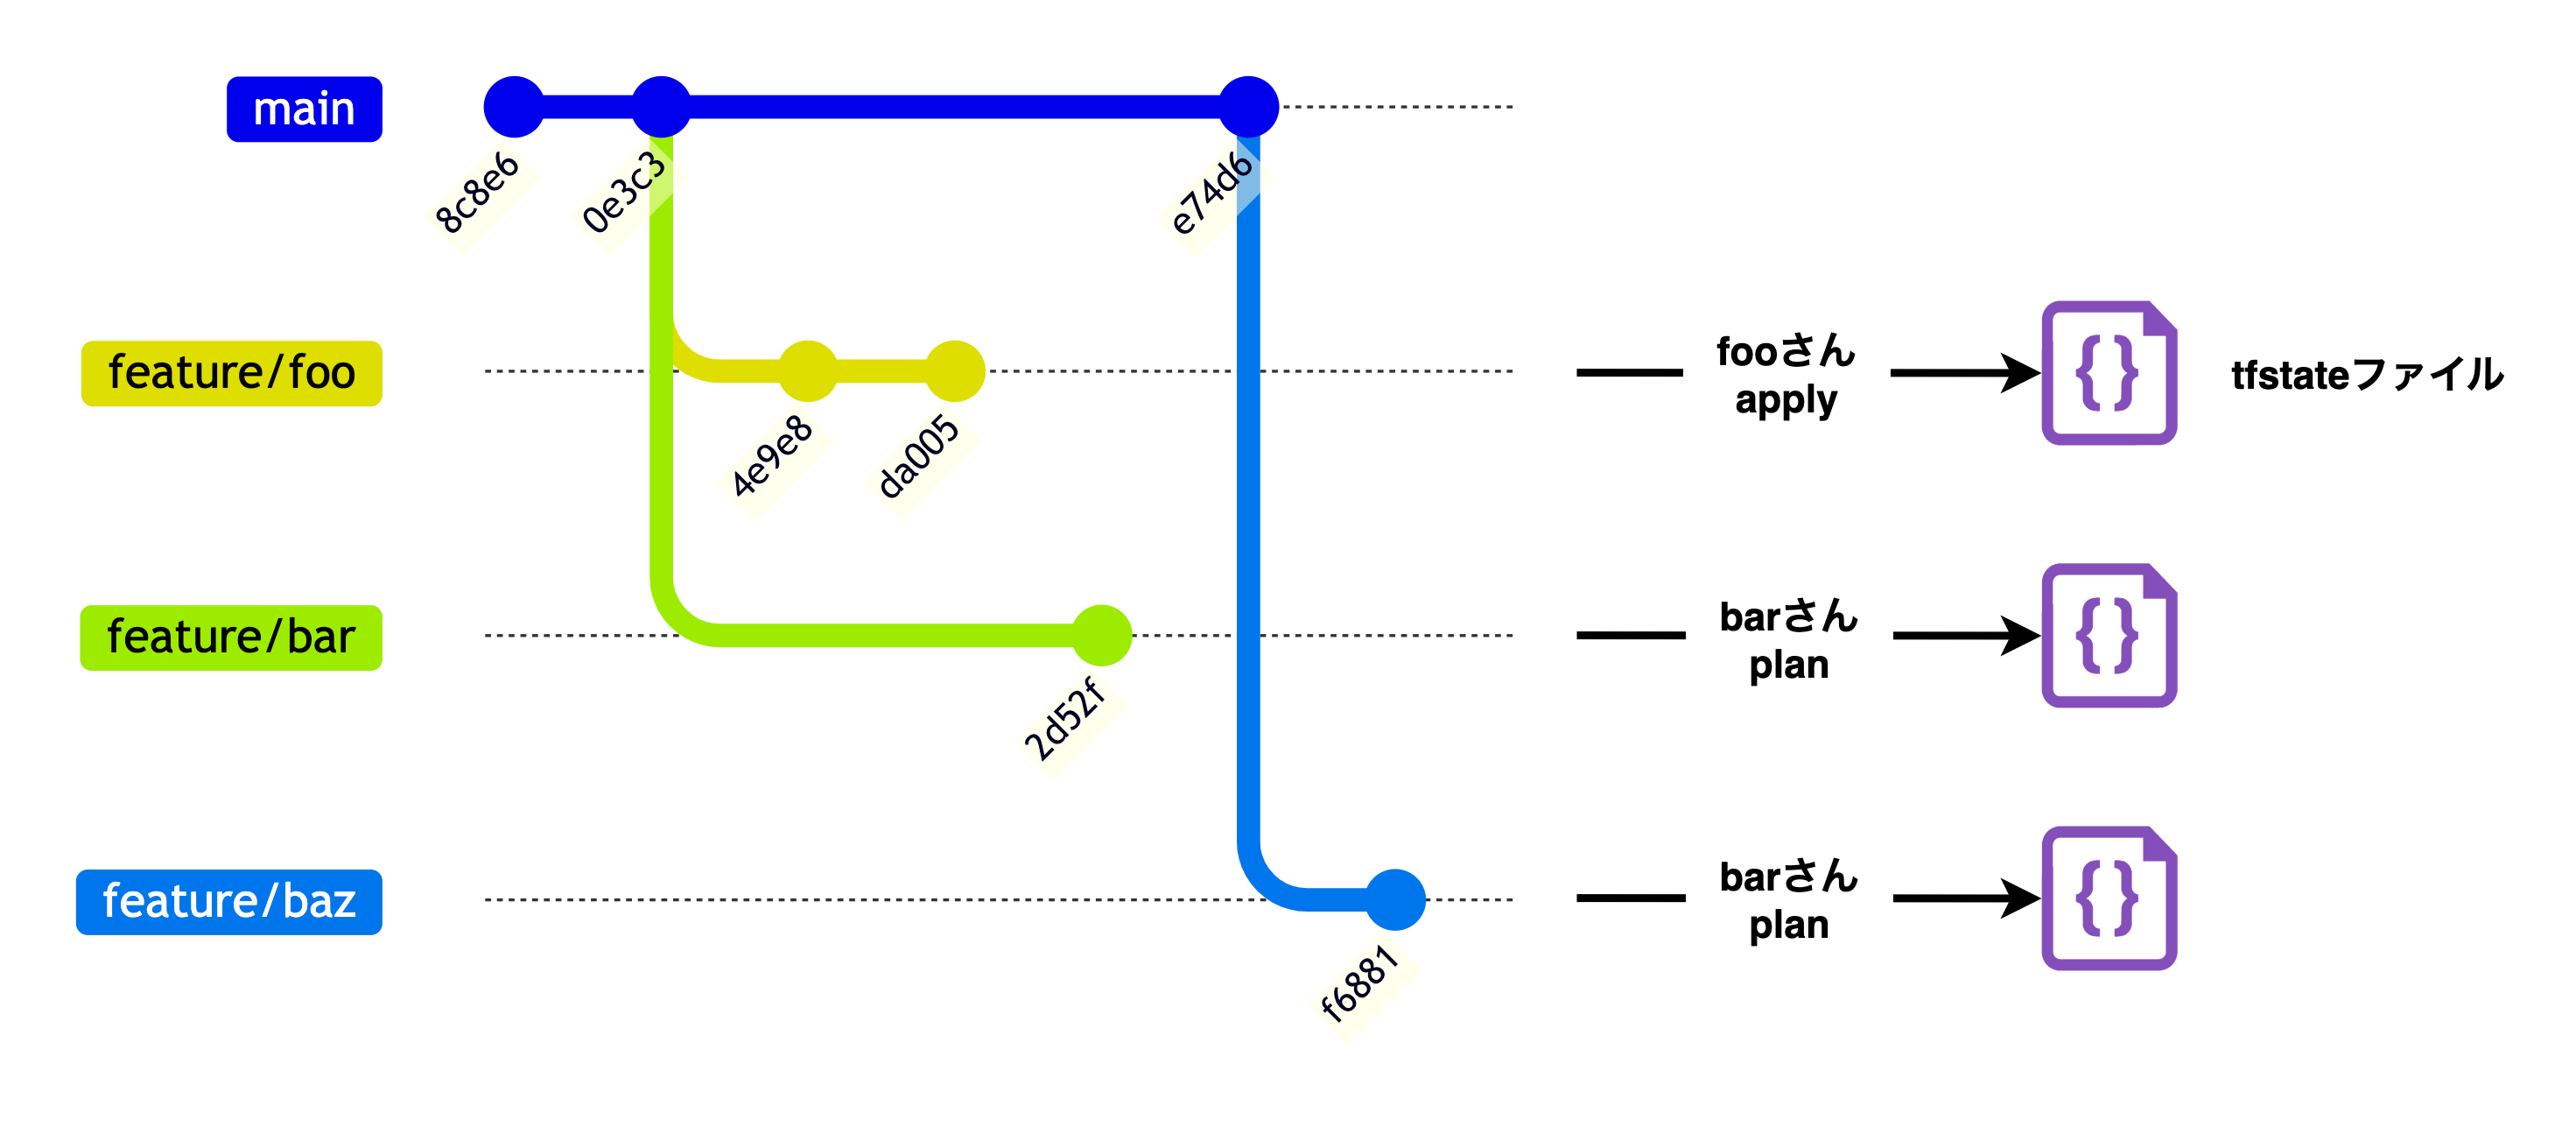 main
8c8e6
0e3c3
e74d6
feature/foo
4e9e8
da005
fooさん
apply
{}
tfstateファイル
feature/bar
2d52f
barさん
plan
{}
feature/baz
f6881
barさん
plan
{}